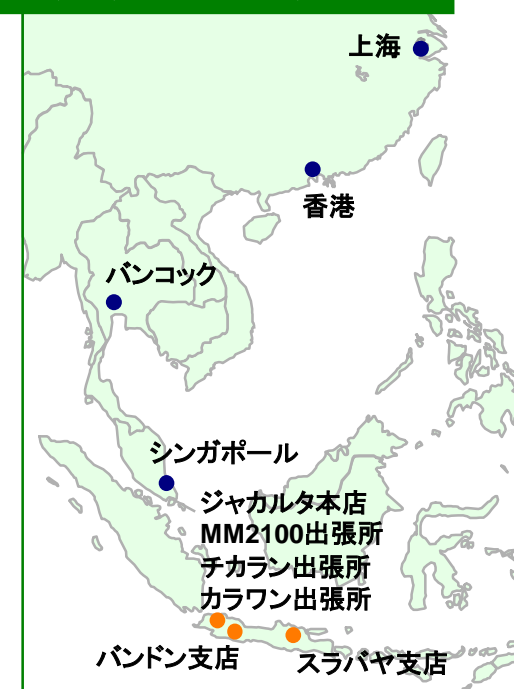 上海
香港
バンコック
シンガポール
ジャカルタ本店
MM2100出張所
チカラン出張所
カラワン出張所
バンドン支店
スラバヤ支店